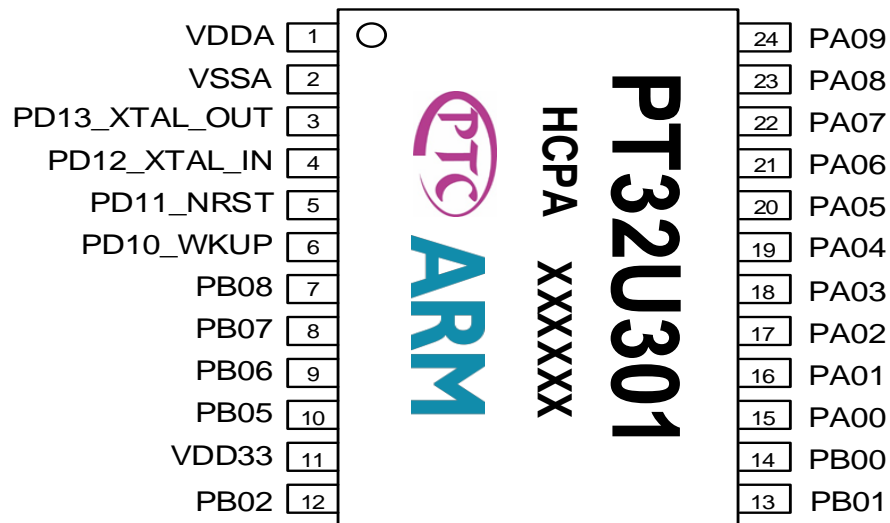 VDDA 1
VSSA 2
PD13_XTAL_OUT 3
PD12_XTAL_IN 4
PD11_NRST 5
PD10_WKUP 6
PB08 7
PB07 8
PB06 9
PB05 10
VDD33 11
PB02 12
PTC
ARM
HCPA XXXXXX
PT32U301
24 PA09
23 PA08
22 PA07
21 PA06
20 PA05
19 PA04
18 PA03
17 PA02
16 PA01
15 PA00
14 PB00
13 PB01